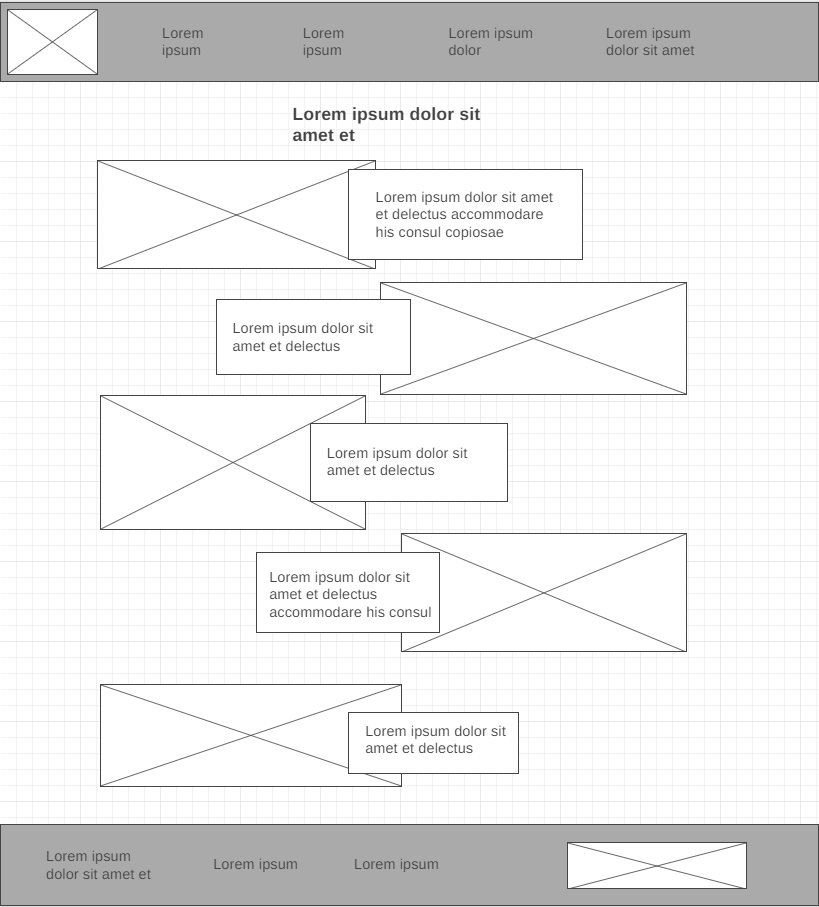 Lorem
ipsum
Lorem
ipsum
Lorem ipsum
dolor
Lorem ipsum
dolor sit amet
Lorem ipsum dolor sit
amet et
Lorem ipsum dolor sit amet
et delectus accommodare
his consul copiosae
Lorem ipsum dolor sit
amet et delectus
Lorem ipsum dolor sit
amet et delectus
Lorem ipsum dolor sit
amet et delectus
accommodare his consul
Lorem ipsum dolor sit
amet et delectus
Lorem ipsum
dolor sit amet et
Lorem ipsum
Lorem ipsum